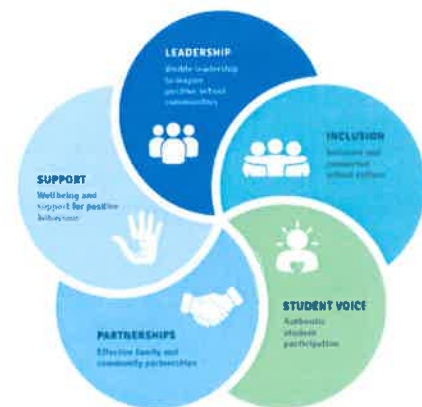 LEADERSHIP
Visible leadership
to inspire
positive school
communities
INCLUSION
Inclusive and
connected
school culture
STUDENT VOICE
Authentic
student
participation
PARTNERSHIPS
Effective family and
community partnerships
SUPPORT
Wellbeing and
support for positive
behaviour